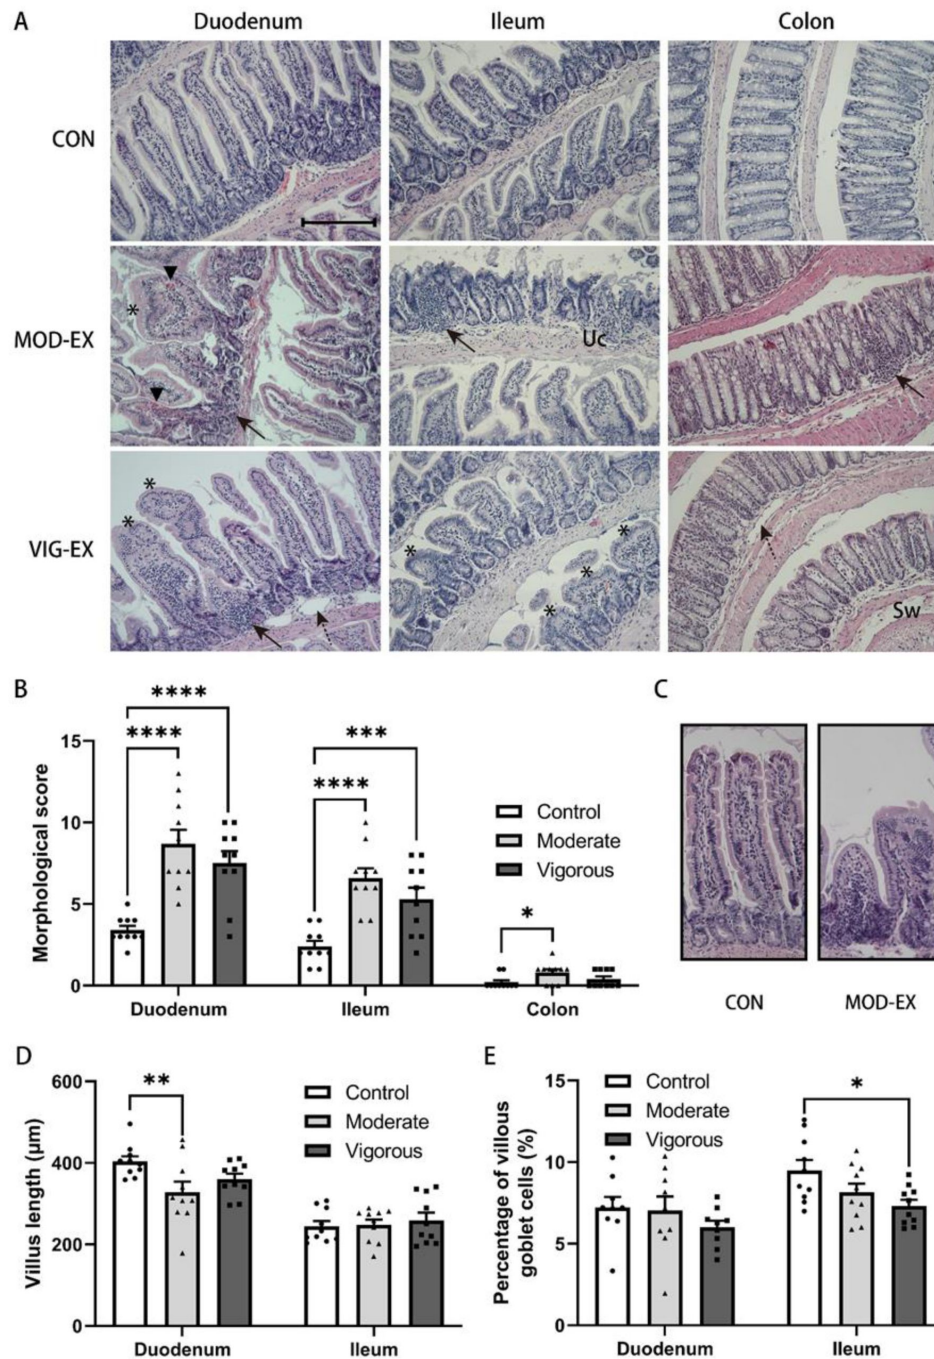 A
Duodenum
Ileum
Colon
CON
MOD-EX
*
Uc
VIG-EX
*
*
*
*
*
*
Sw
B
****
****
***
****
*
15
10
5
0
Morphological score
Control
Moderate
Vigorous
Duodenum
Ileum
Colon
C
CON
MOD-EX
D
**
600
400
200
0
Villus length (μm)
Control
Moderate
Vigorous
Duodenum
Ileum
E
*
15
10
5
0
Percentage of villous
goblet cells (%)
Control
Moderate
Vigorous
Duodenum
Ileum